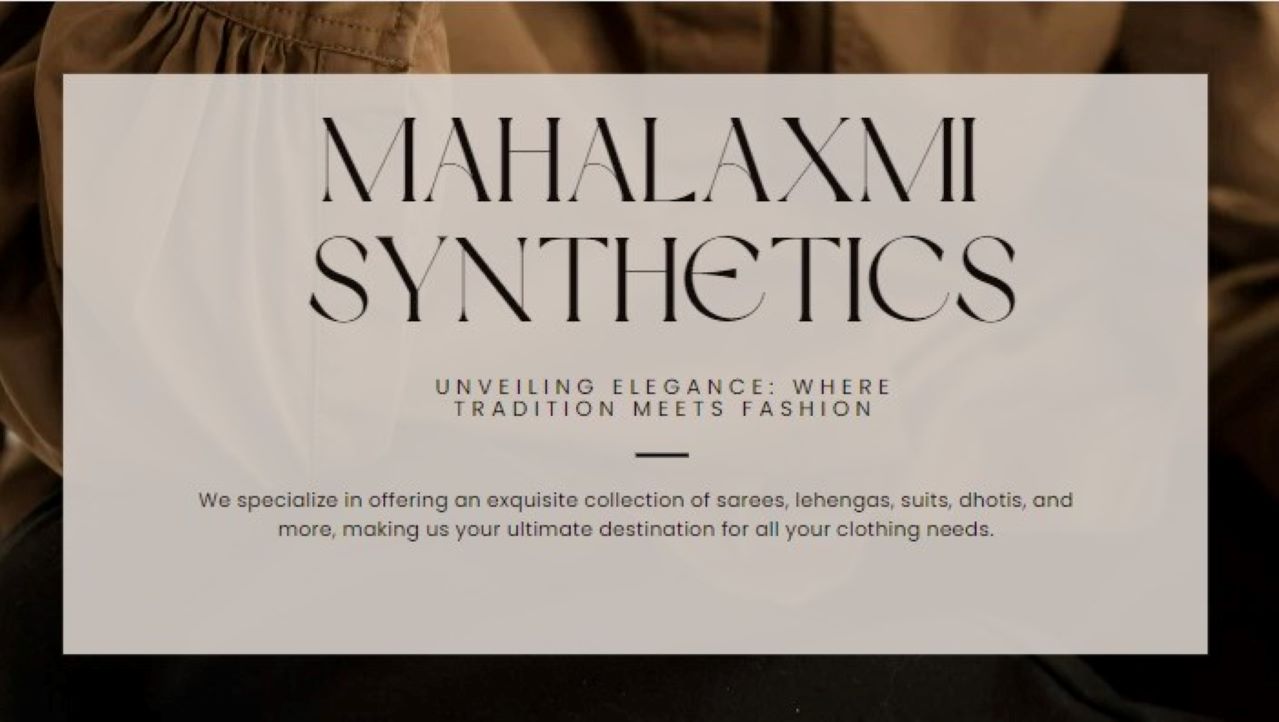 MAHALAXMI
SYNTHETICS
UNVEILING ELEGANCE: WHERE
TRADITION MEETS FASHION
We specialize in offering an exquisite collection of sarees, lehengas, suits, dhotis, and
more, making us your ultimate destination for all your clothing needs.